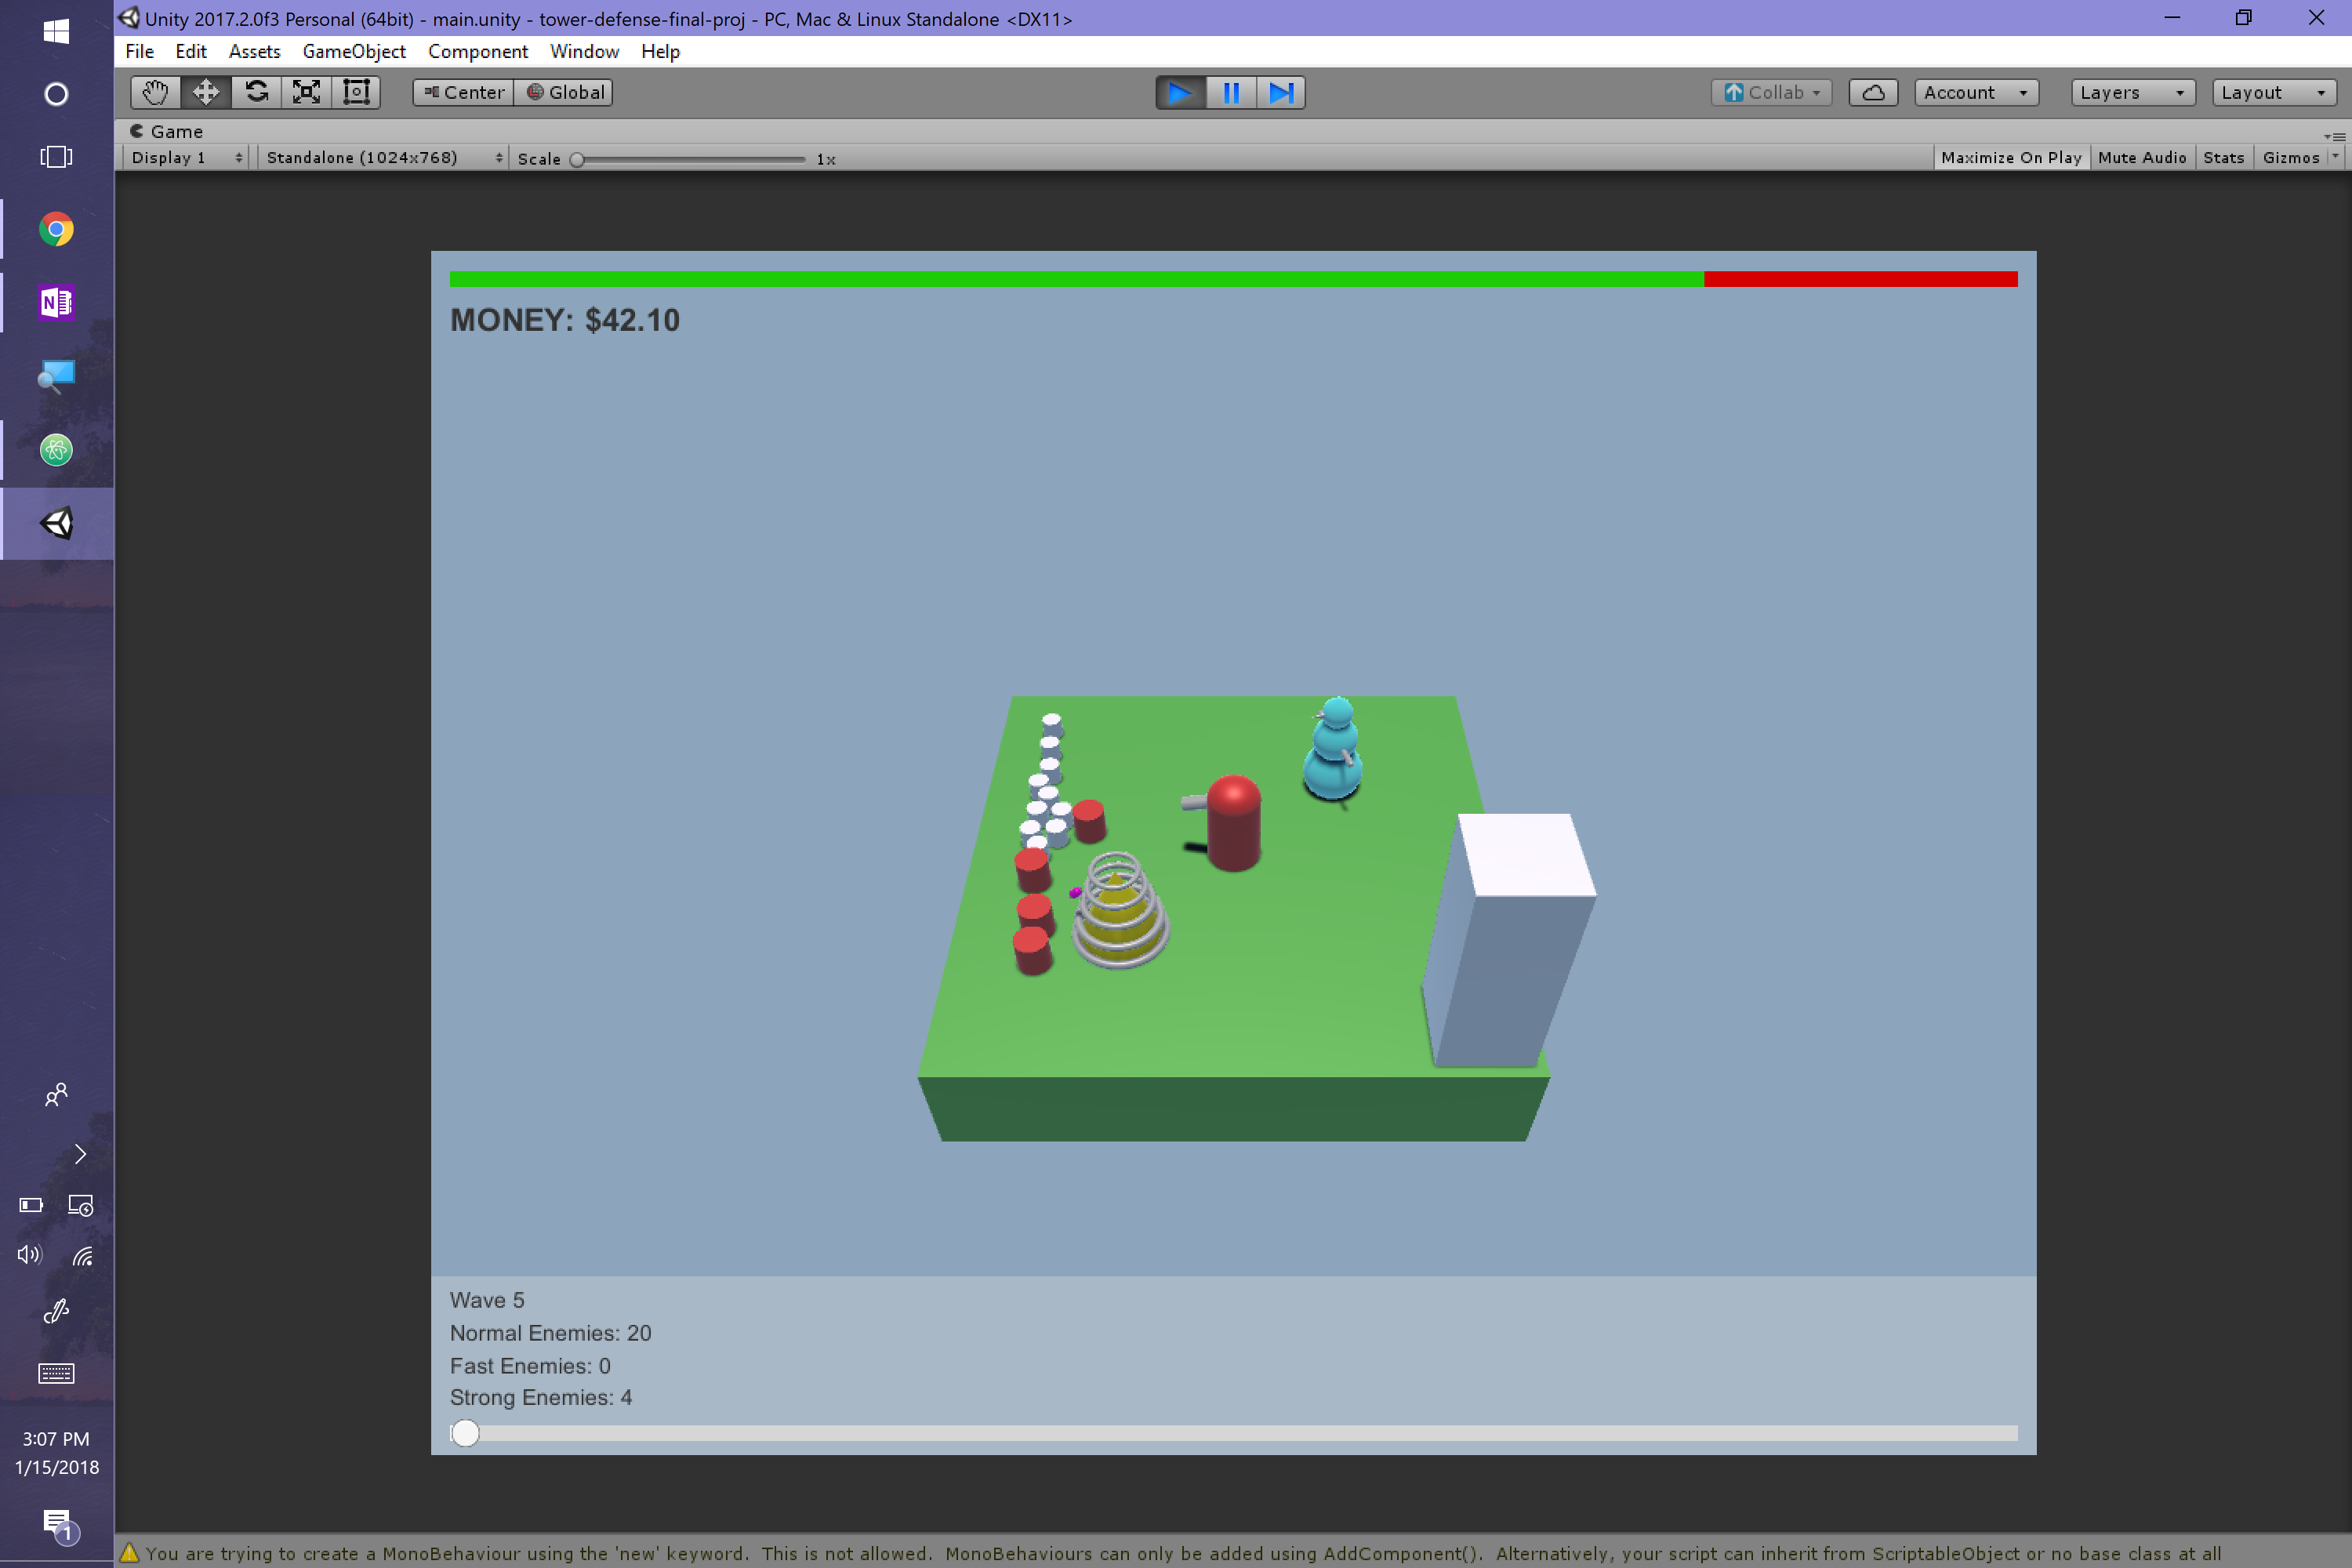 Unity 2017.2.0f3 Personal (64bit) - main.unity - tower-defense-final-proj - PC, Mac & Linux Standalone <DX11>
File Edit Assets GameObject Component Window Help
Center Global Collab Account Layers Layout
Game
Display 1 Standalone (1024x768) Scale 1x Maximize On Play Mute Audio Stats Gizmos
MONEY: $42.10
Wave 5
Normal Enemies: 20
Fast Enemies: 0
Strong Enemies: 4
N
3:07 PM
1/15/2018
1
You are trying to create a MonoBehaviour using the 'new' keyword. This is not allowed. MonoBehaviours can only be added using AddComponent(). Alternatively, your script can inherit from ScriptableObject or no base class at all